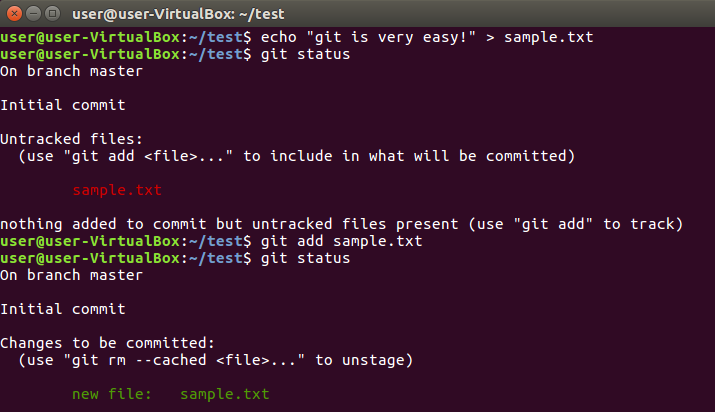 user@user-VirtualBox: ~/test
user@user-VirtualBox:~/test$ echo "git is very easy!" > sample.txt
user@user-VirtualBox:~/test$ git status
On branch master
Initial commit
Untracked files:
  (use "git add <file>..." to include in what will be committed)
        sample.txt
nothing added to commit but untracked files present (use "git add" to track)
user@user-VirtualBox:~/test$ git add sample.txt
user@user-VirtualBox:~/test$ git status
On branch master
Initial commit
Changes to be committed:
  (use "git rm --cached <file>..." to unstage)
        new file:   sample.txt